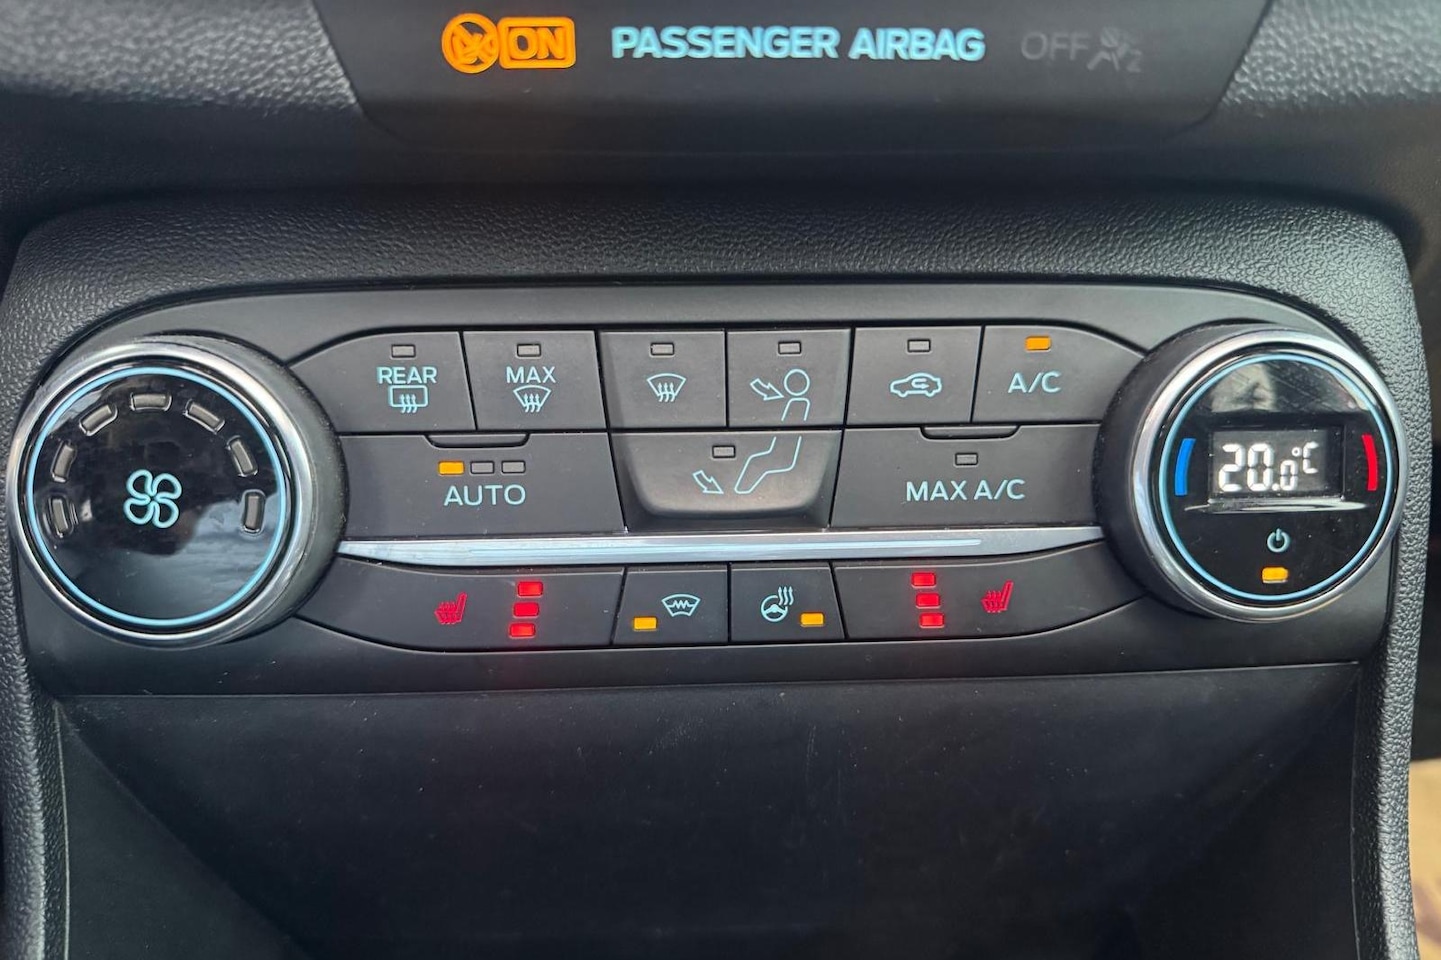 ON PASSENGER AIRBAG OFF
REAR
MAX
A/C
AUTO
MAX A/C
20.0°C